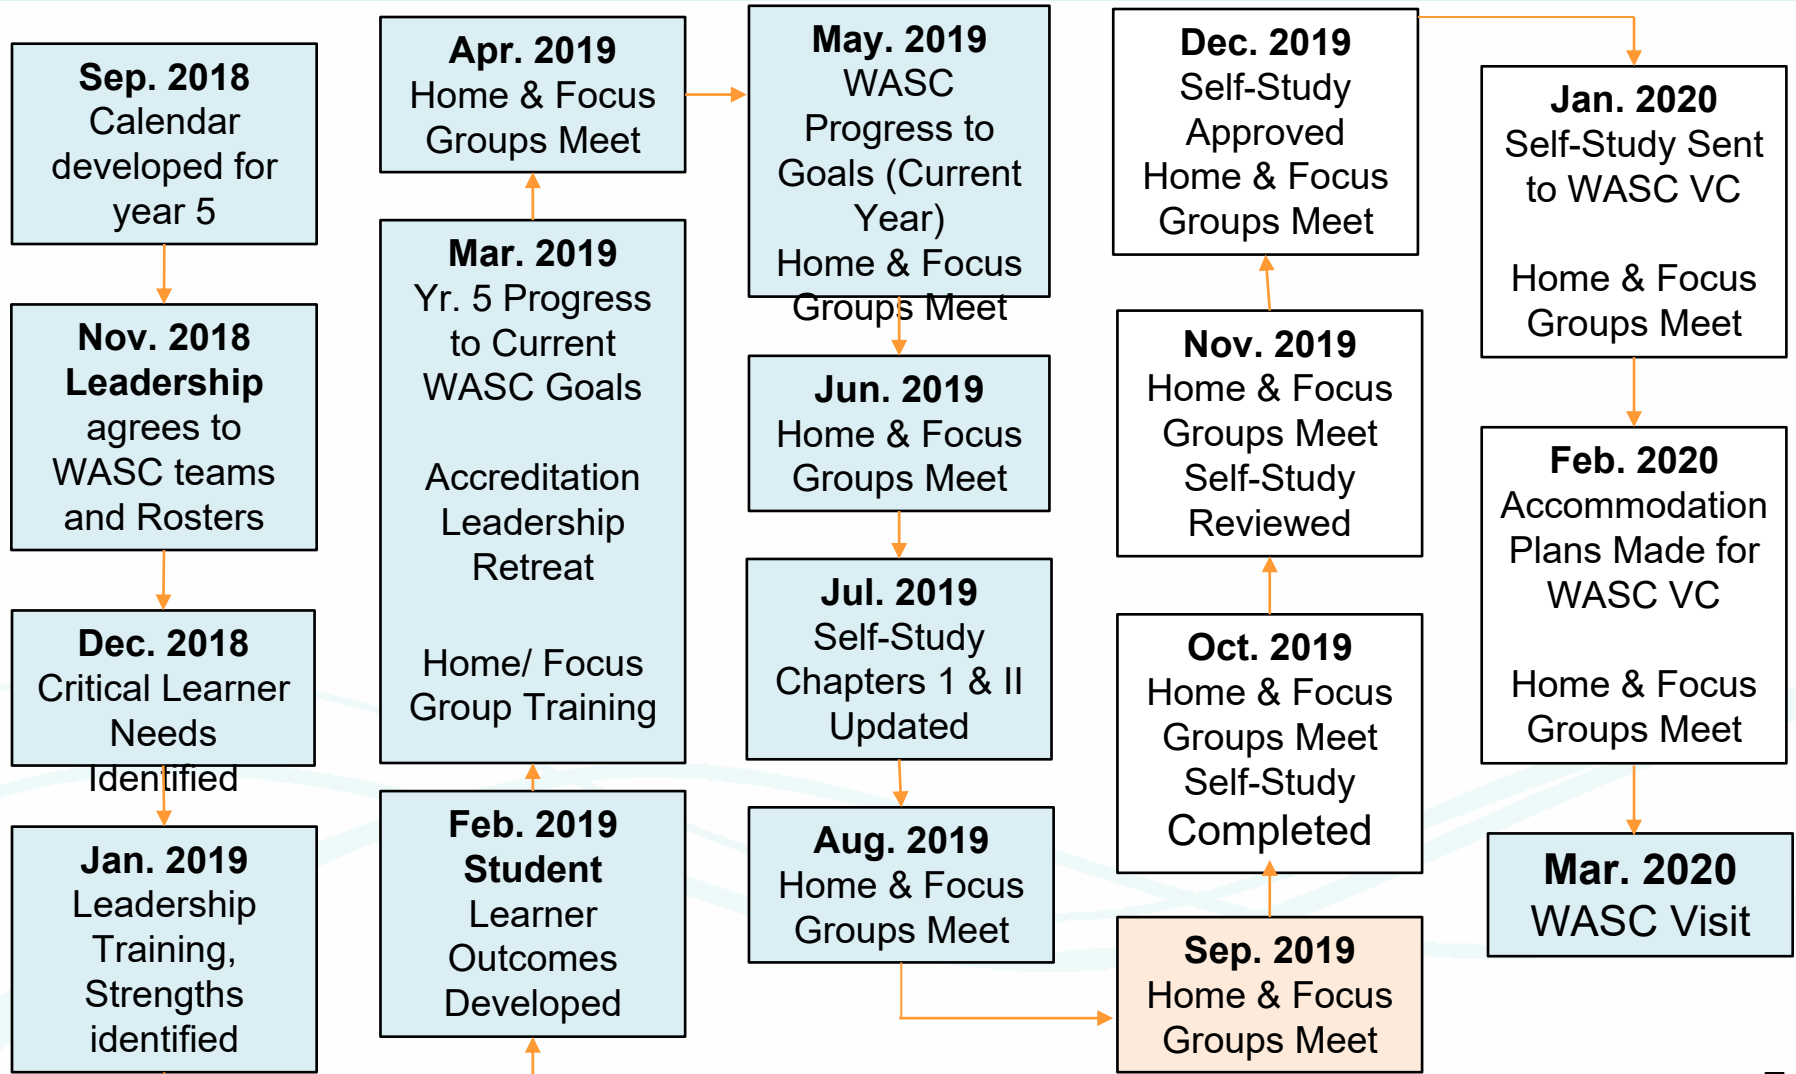 Sep. 2018
Calendar
developed for
year 5
Nov. 2018
Leadership
agrees to
WASC teams
and Rosters
Dec. 2018
Critical Learner
Needs
Identified
Jan. 2019
Leadership
Training,
Strengths
identified
Feb. 2019
Student
Learner
Outcomes
Developed
Mar. 2019
Yr. 5 Progress
to Current
WASC Goals
Accreditation
Leadership
Retreat
Home/ Focus
Group Training
Apr. 2019
Home & Focus
Groups Meet
May. 2019
WASC
Progress to
Goals (Current
Year)
Home & Focus
Groups Meet
Jun. 2019
Home & Focus
Groups Meet
Jul. 2019
Self-Study
Chapters 1 & II
Updated
Aug. 2019
Home & Focus
Groups Meet
Sep. 2019
Home & Focus
Groups Meet
Oct. 2019
Home & Focus
Groups Meet
Self-Study
Completed
Nov. 2019
Home & Focus
Groups Meet
Self-Study
Reviewed
Dec. 2019
Self-Study
Approved
Home & Focus
Groups Meet
Jan. 2020
Self-Study Sent
to WASC VC
Home & Focus
Groups Meet
Feb. 2020
Accommodation
Plans Made for
WASC VC
Home & Focus
Groups Meet
Mar. 2020
WASC Visit